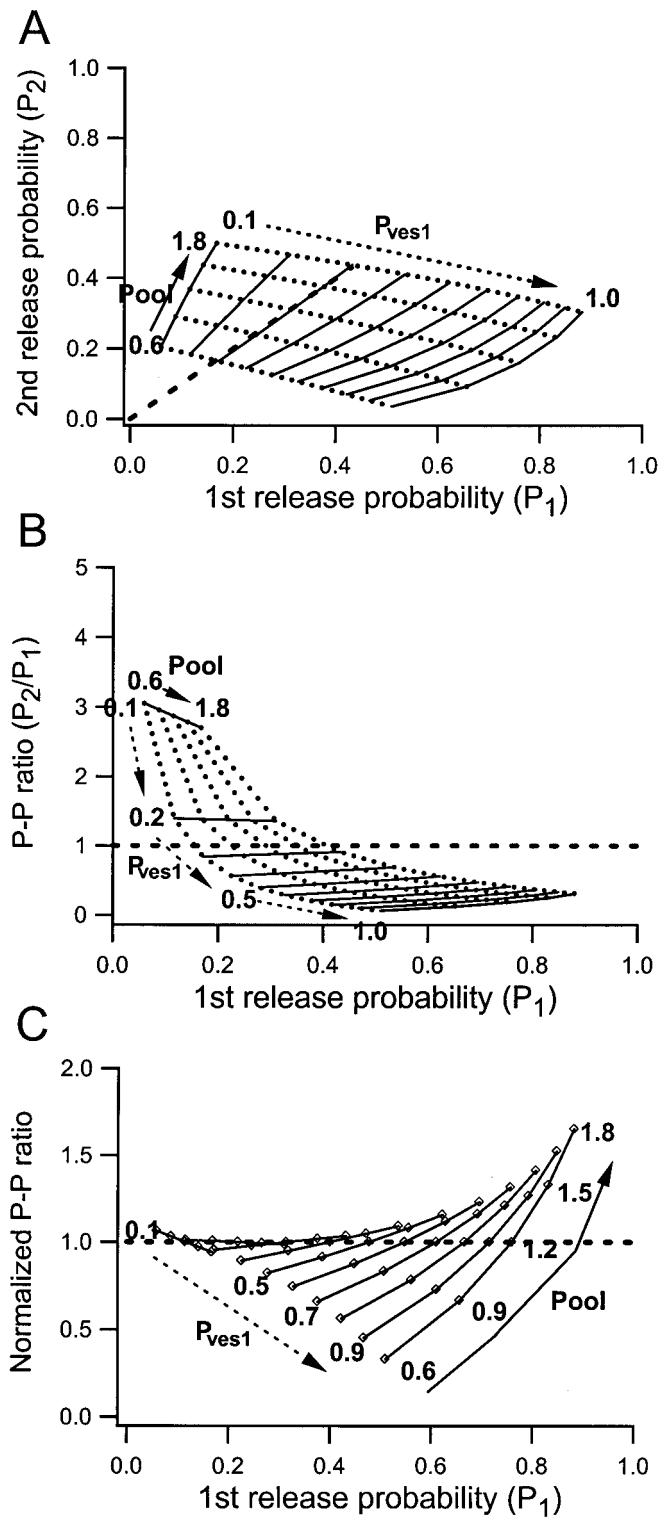 A
2nd release probability (P2)
1.0
0.8
0.6
0.4
0.2
0.0
0.1
Pves1
1.8
Pool
0.6
1.0
0.0 0.2 0.4 0.6 0.8 1.0
1st release probability (P1)
B
P-P ratio (P2/P1)
5
4
3
2
1
0
Pool
0.6
0.1
1.8
0.2
Pves1
0.5
1.0
0.0 0.2 0.4 0.6 0.8 1.0
1st release probability (P1)
C
Normalized P-P ratio
2.0
1.5
1.0
0.5
0.0
1.8
1.5
0.1
1.2
0.5
0.7
0.9
Pool
Pves1
0.9
0.6
0.0 0.2 0.4 0.6 0.8 1.0
1st release probability (P1)